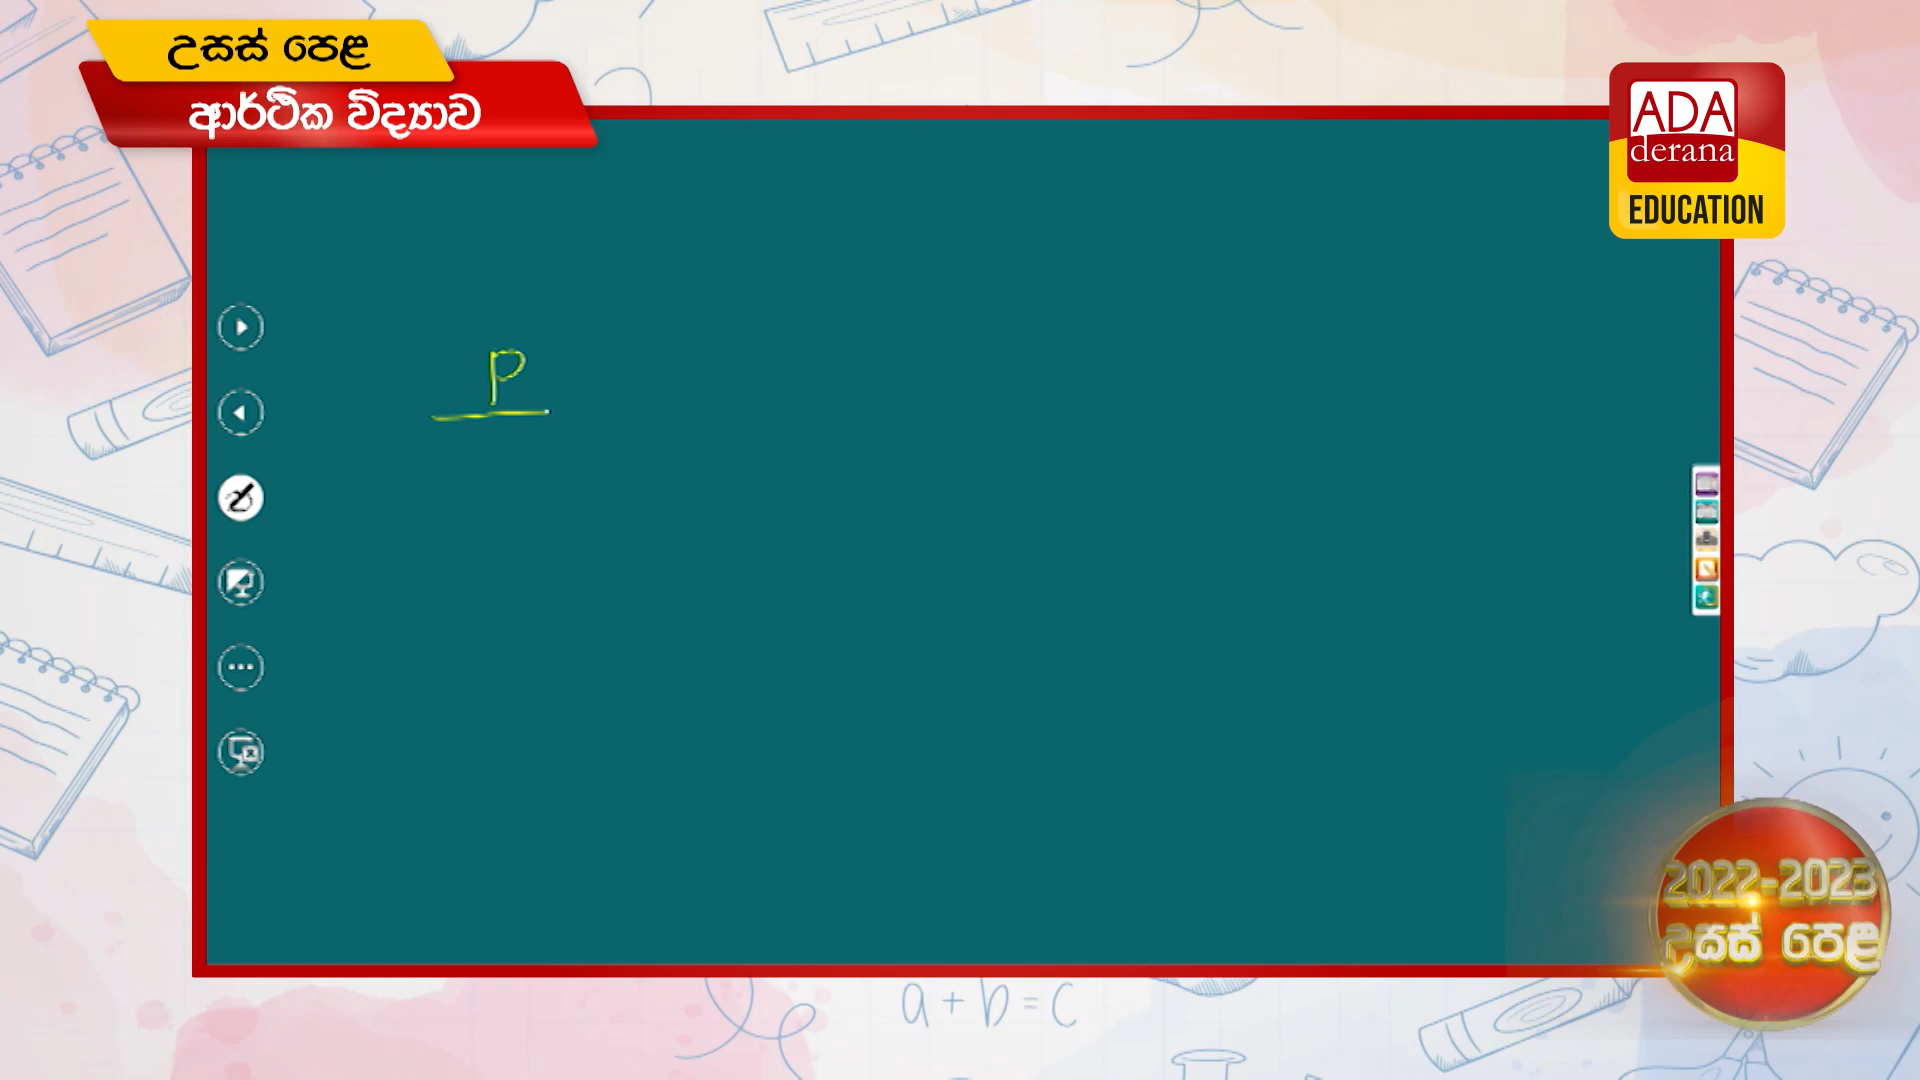 උසස් පෙළ
ආර්ථික විද්‍යාව
ADA
derana
EDUCATION
P
2022-2023
උසස් පෙළ
a + b = c